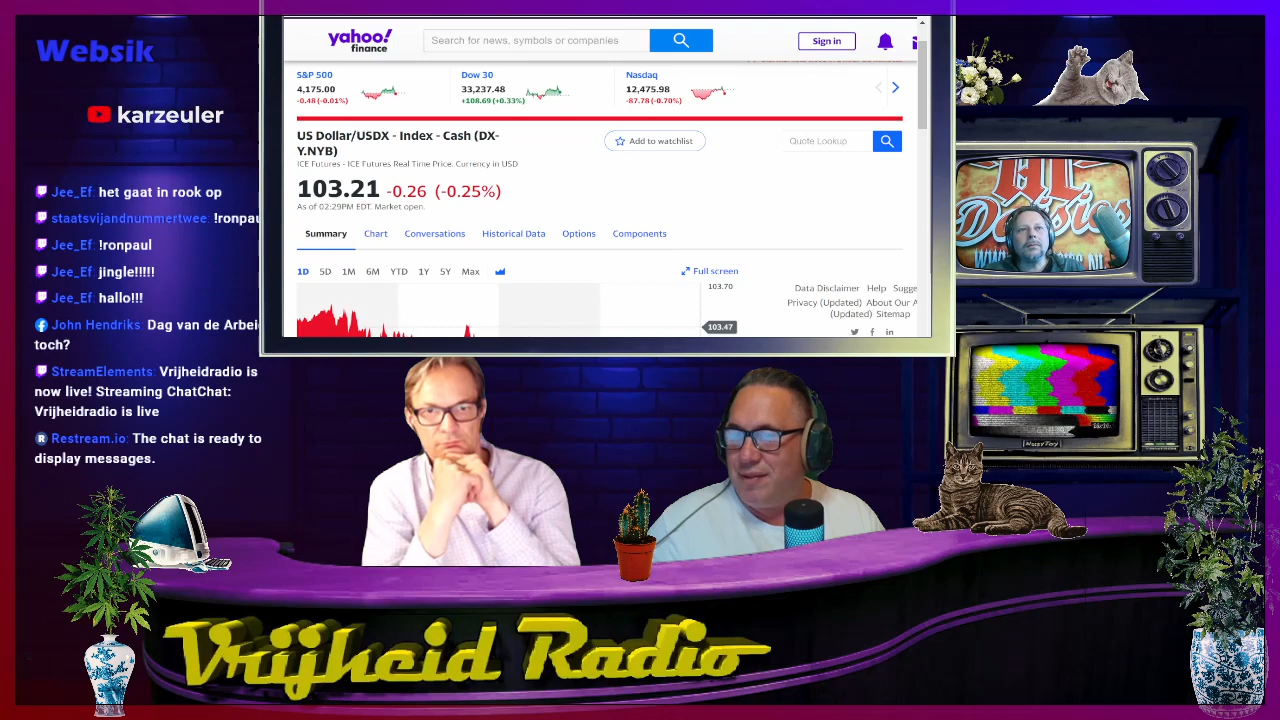 Websik
karzeuler
Jee_Ef: het gaat in rook op
staatsvijandnummertwee: !ronpau
Jee_Ef: !ronpaul
Jee_Ef: jingle!!!!!
Jee_Ef: hallo!!!
John Hendriks: Dag van de Arbei
toch?
StreamElements: Vrijheidradio is
now live! Streaming ChatChat:
Vrijheidradio is live
Restream.io: The chat is ready to
display messages.
yahoo!
finance
Search for news, symbols or companies
Sign in
S&P 500
4,175.00
-0.48 (-0.01%)
Dow 30
33,237.48
+108.69 (+0.33%)
Nasdaq
12,475.98
-87.78 (-0.70%)
US Dollar/USDX - Index - Cash (DX-
Y.NYB)
ICE Futures - ICE Futures Real Time Price. Currency in USD
Add to watchlist
Quote Lookup
103.21 -0.26 (-0.25%)
As of 02:29PM EDT. Market open.
Summary Chart Conversations Historical Data Options Components
1D 5D 1M 6M YTD 1Y 5Y Max
Full screen
103.70
103.47
Data Disclaimer Help Sugge
Privacy (Updated) About Our A
(Updated) Sitemap
Vrijheid Radio